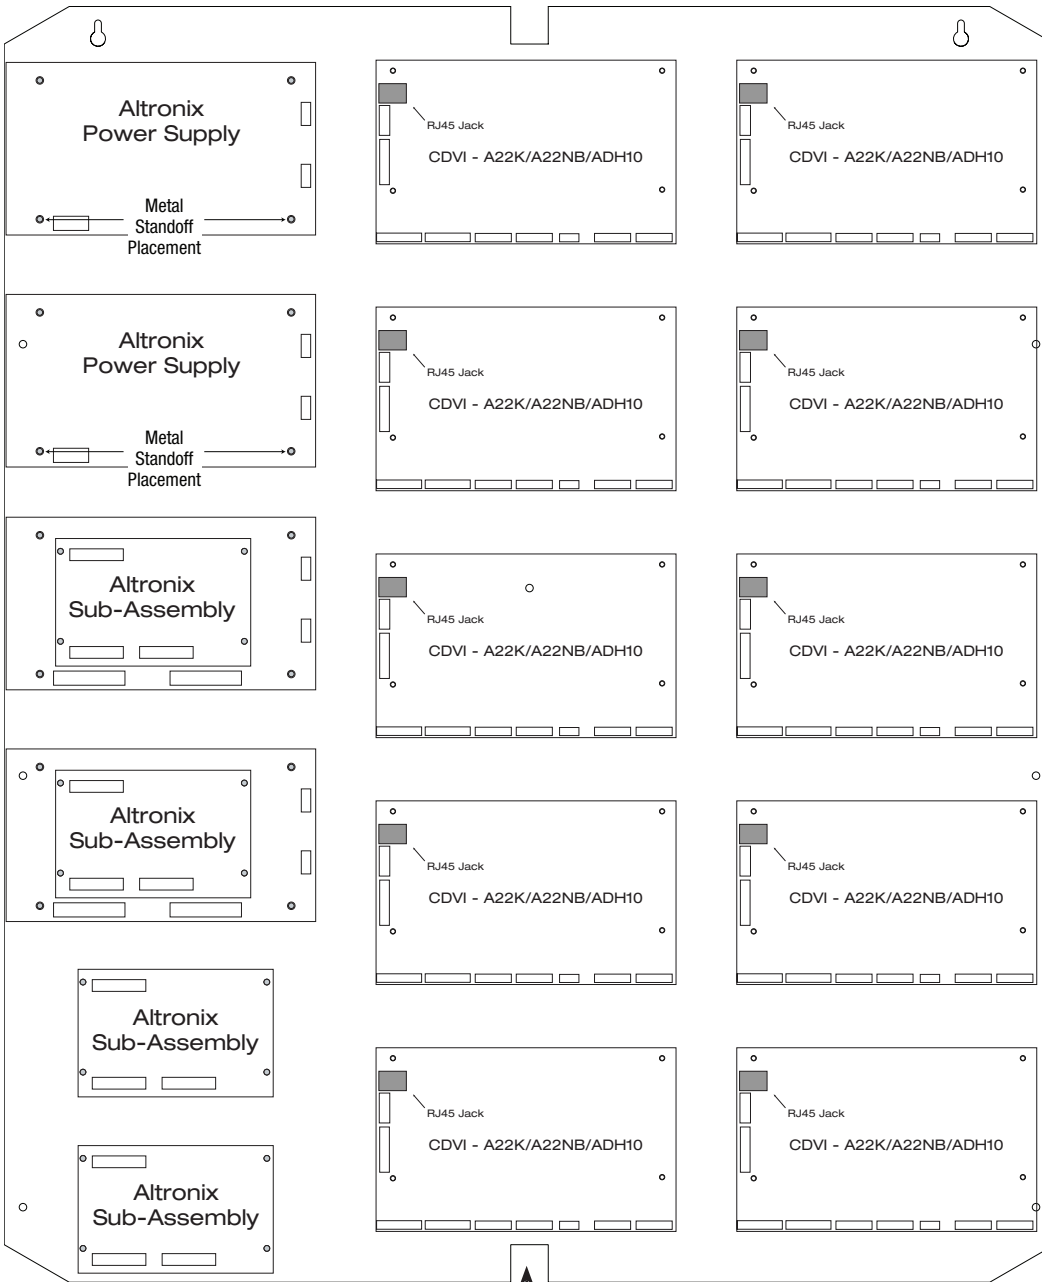 Altronix
Power Supply
Metal
Standoff
Placement
Altronix
Power Supply
Metal
Standoff
Placement
Altronix
Sub-Assembly
Altronix
Sub-Assembly
Altronix
Sub-Assembly
Altronix
Sub-Assembly
RJ45 Jack
CDVI - A22K/A22NB/ADH10
RJ45 Jack
CDVI - A22K/A22NB/ADH10
RJ45 Jack
CDVI - A22K/A22NB/ADH10
RJ45 Jack
CDVI - A22K/A22NB/ADH10
RJ45 Jack
CDVI - A22K/A22NB/ADH10
RJ45 Jack
CDVI - A22K/A22NB/ADH10
RJ45 Jack
CDVI - A22K/A22NB/ADH10
RJ45 Jack
CDVI - A22K/A22NB/ADH10
RJ45 Jack
CDVI - A22K/A22NB/ADH10
RJ45 Jack
CDVI - A22K/A22NB/ADH10